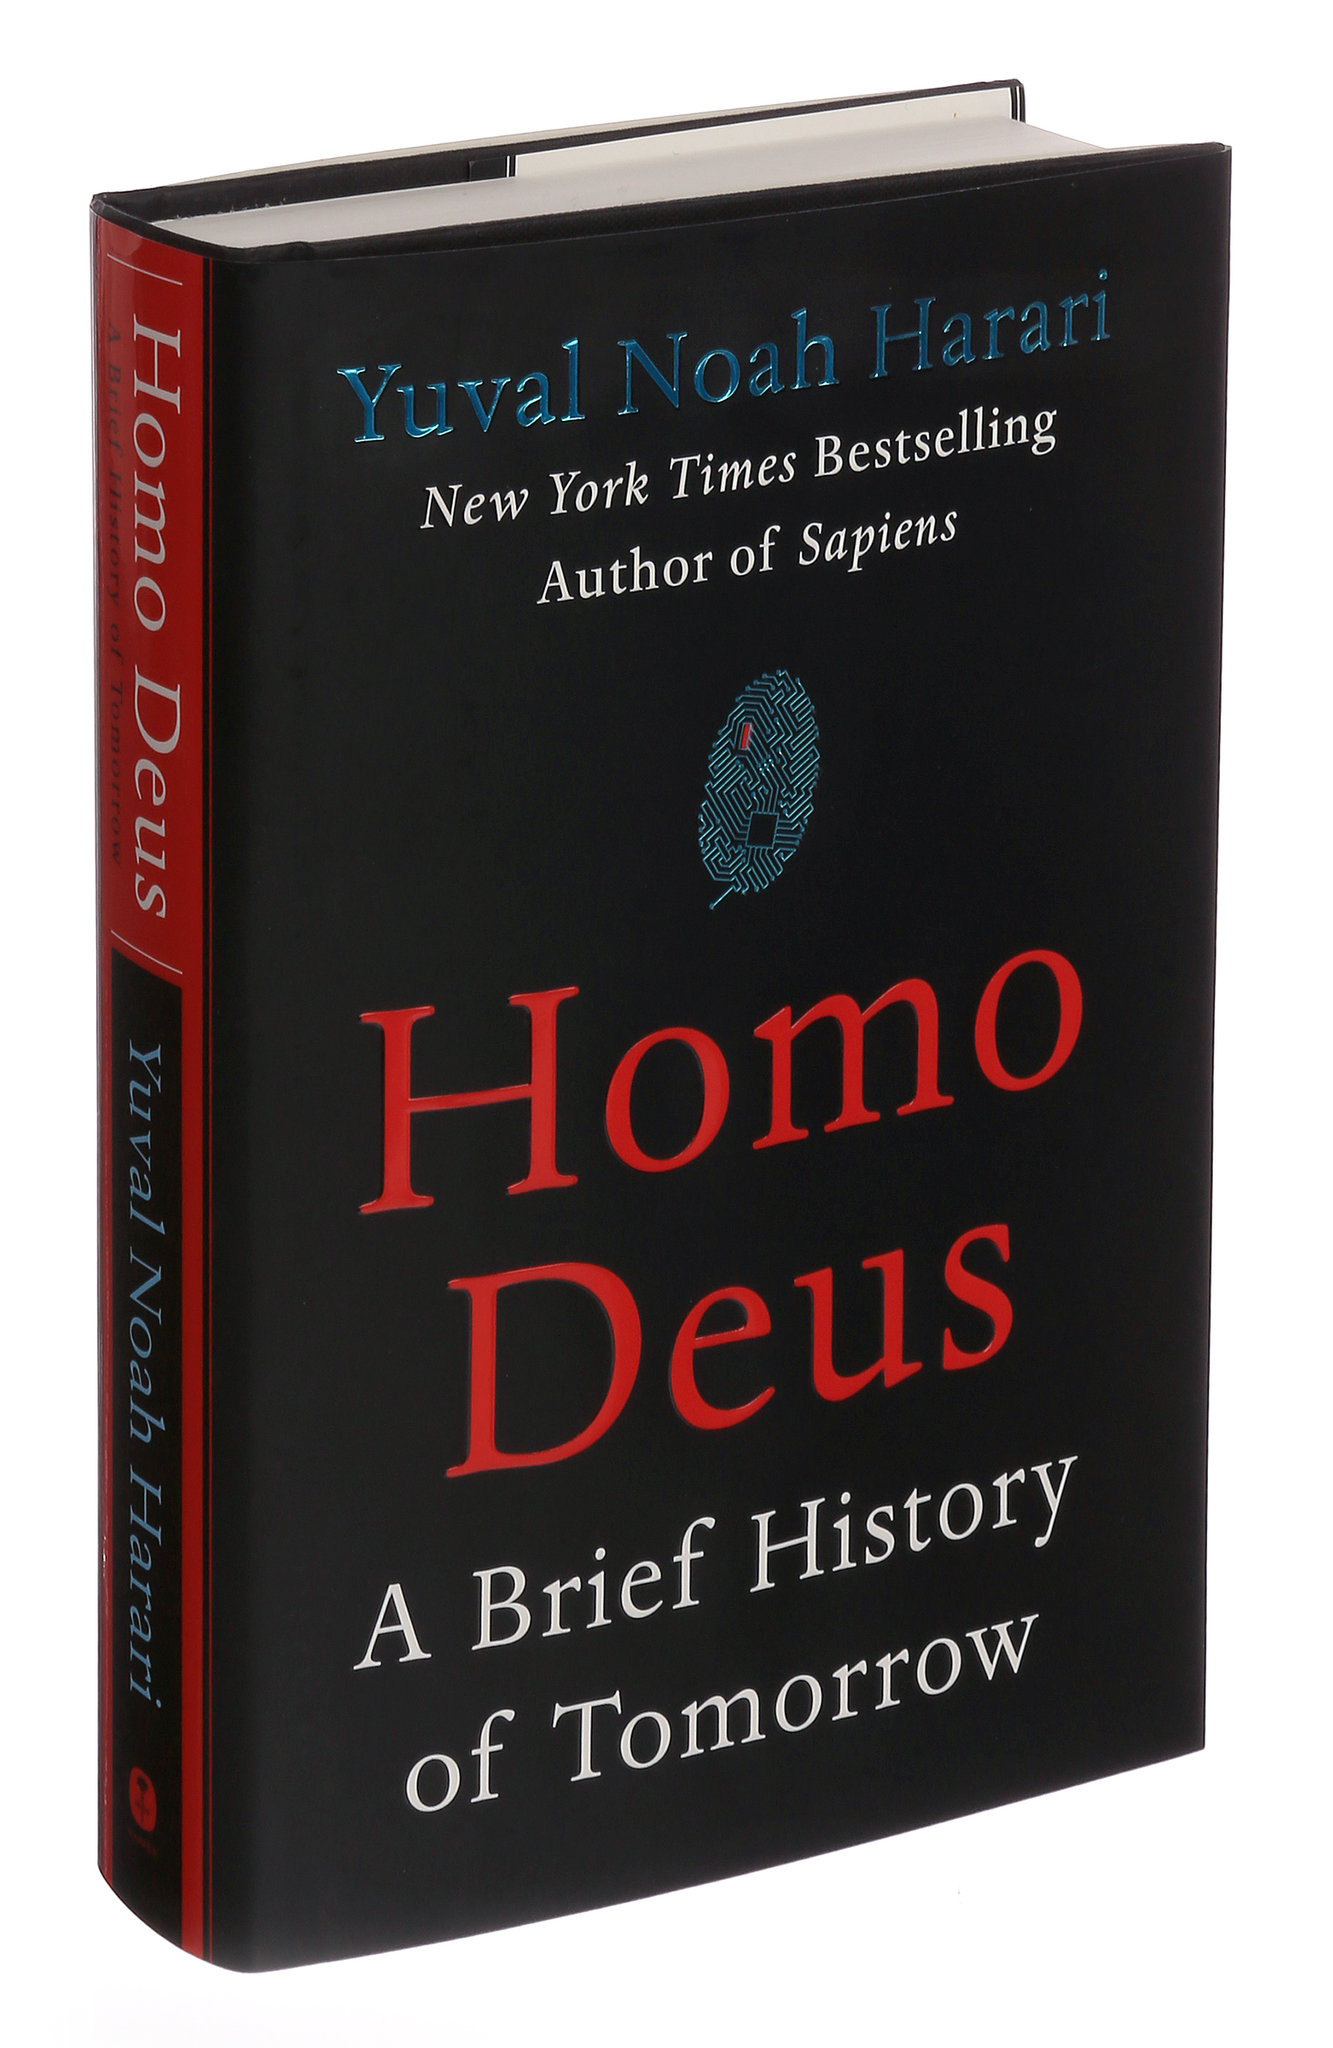 Homo Deus
A Brief History of Tomorrow
Yuval Noah Harari
Yuval Noah Harari
New York Times Bestselling
Author of Sapiens
Homo
Deus
A Brief History
of Tomorrow